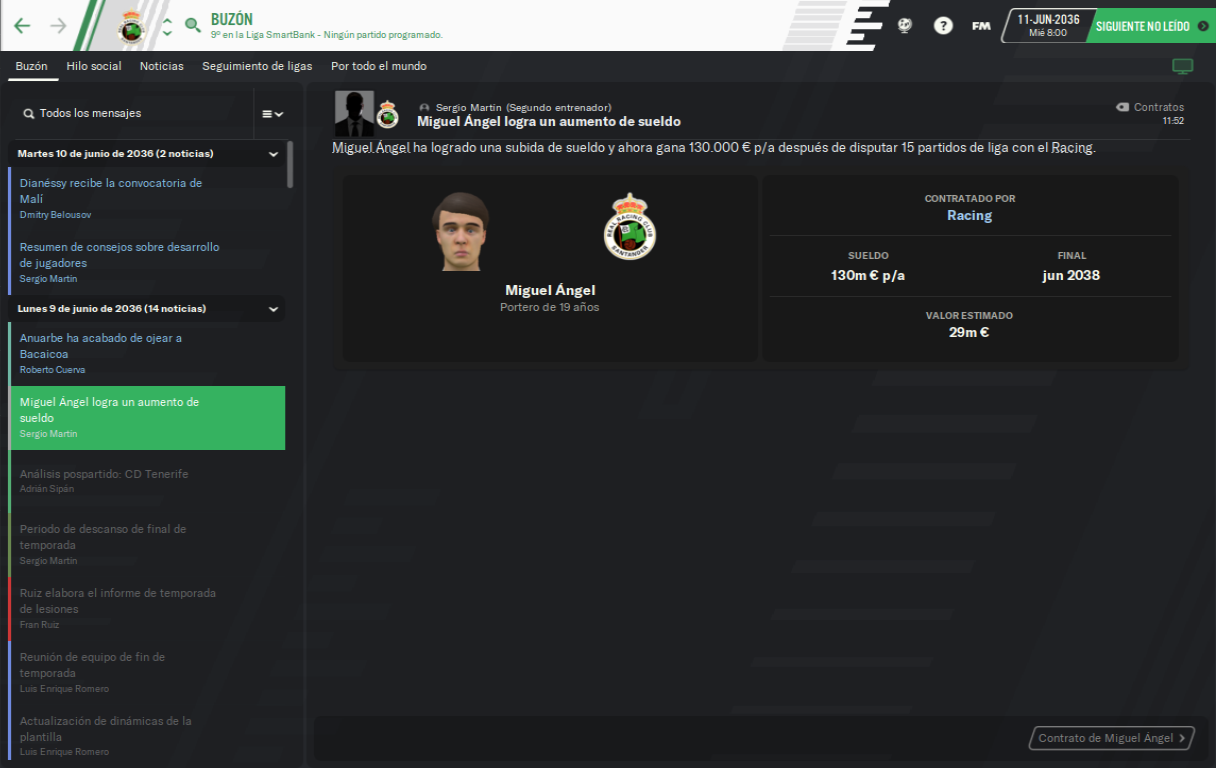 BUZÓN
9º en la Liga SmartBank - Ningún partido programado.
?
FM
11-JUN-2036
Mié 8:00
SIGUIENTE NO LEÍDO
Buzón Hilo social Noticias Seguimiento de ligas Por todo el mundo
Todos los mensajes
Martes 10 de junio de 2036 (2 noticias)
Dianéssy recibe la convocatoria de
Malí
Dmitry Belousov
Resumen de consejos sobre desarrollo
de jugadores
Sergio Martín
Lunes 9 de junio de 2036 (14 noticias)
Anuarbe ha acabado de ojear a
Bacaicoa
Roberto Cuerva
Miguel Ángel logra un aumento de
sueldo
Sergio Martín
Análisis pospartido: CD Tenerife
Adrián Sipán
Periodo de descanso de final de
temporada
Sergio Martín
Ruiz elabora el informe de temporada
de lesiones
Fran Ruiz
Reunión de equipo de fin de
temporada
Luis Enrique Romero
Actualización de dinámicas de la
plantilla
Luis Enrique Romero
Sergio Martín (Segundo entrenador)
Miguel Ángel logra un aumento de sueldo
Contratos
11:52
Miguel Ángel ha logrado una subida de sueldo y ahora gana 130.000 € p/a después de disputar 15 partidos de liga con el Racing.
REAL RACING CLUB
SANTANDER
Miguel Ángel
Portero de 19 años
CONTRATADO POR
Racing
SUELDO FINAL
130m € p/a jun 2038
VALOR ESTIMADO
29m €
Contrato de Miguel Ángel